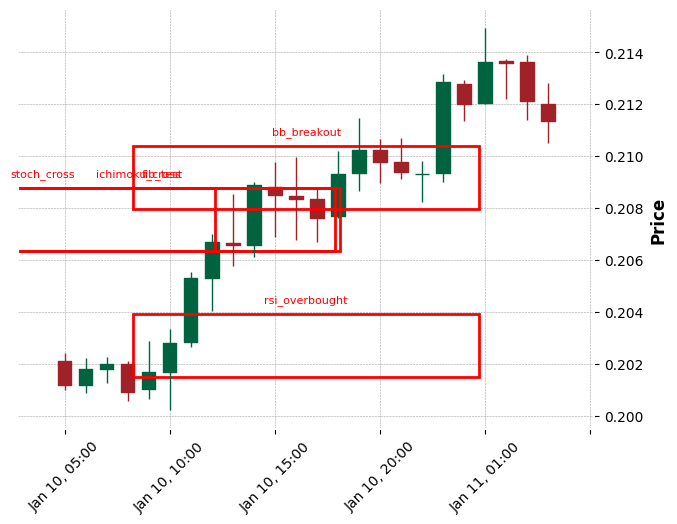 0.214
0.212
bb_breakout
0.210
stoch_cross
0.208
Price
0.206
rsi_overbought
0.204
0.202
0.200
Jan 10, 05:00
Jan 10, 10:00
Jan 10, 15:00
Jan 10, 20:00
Jan 11, 01:00